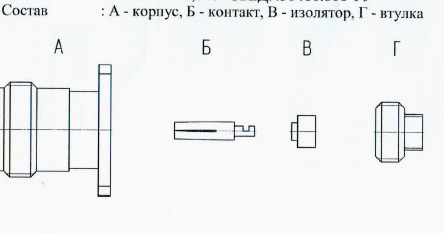 Состав : А - корпус, Б - контакт, В - изолятор, Г - втулка
А Б В Г